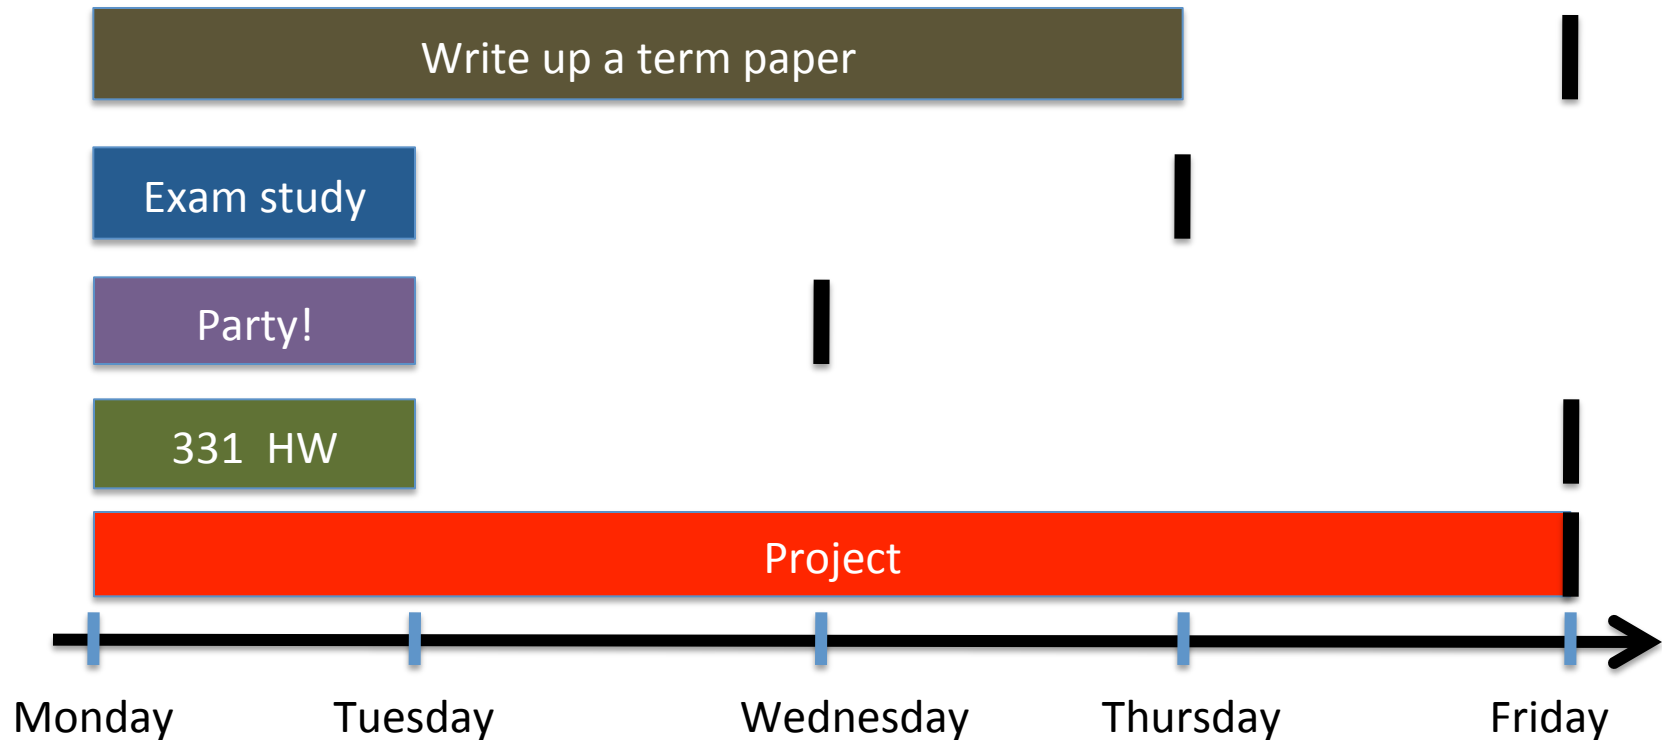 Write up a term paper
Exam study
Party!
331 HW
Project
Monday Tuesday Wednesday Thursday Friday